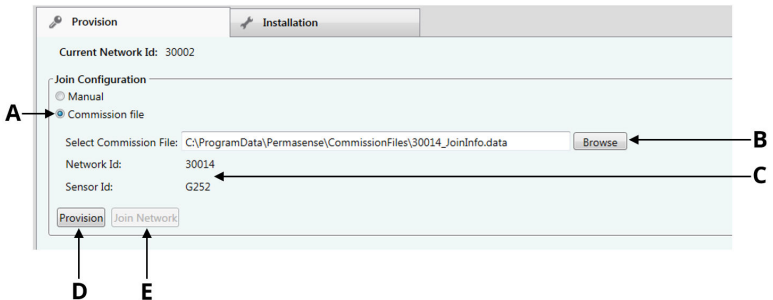 Provision
Installation
Current Network Id: 30002
Join Configuration
Manual
A
Commission file
Select Commission File: C:\ProgramData\Permasense\CommissionFiles\30014_JoinInfo.data Browse
B
Network Id: 30014
C
Sensor Id: G252
Provision Join Network
D E